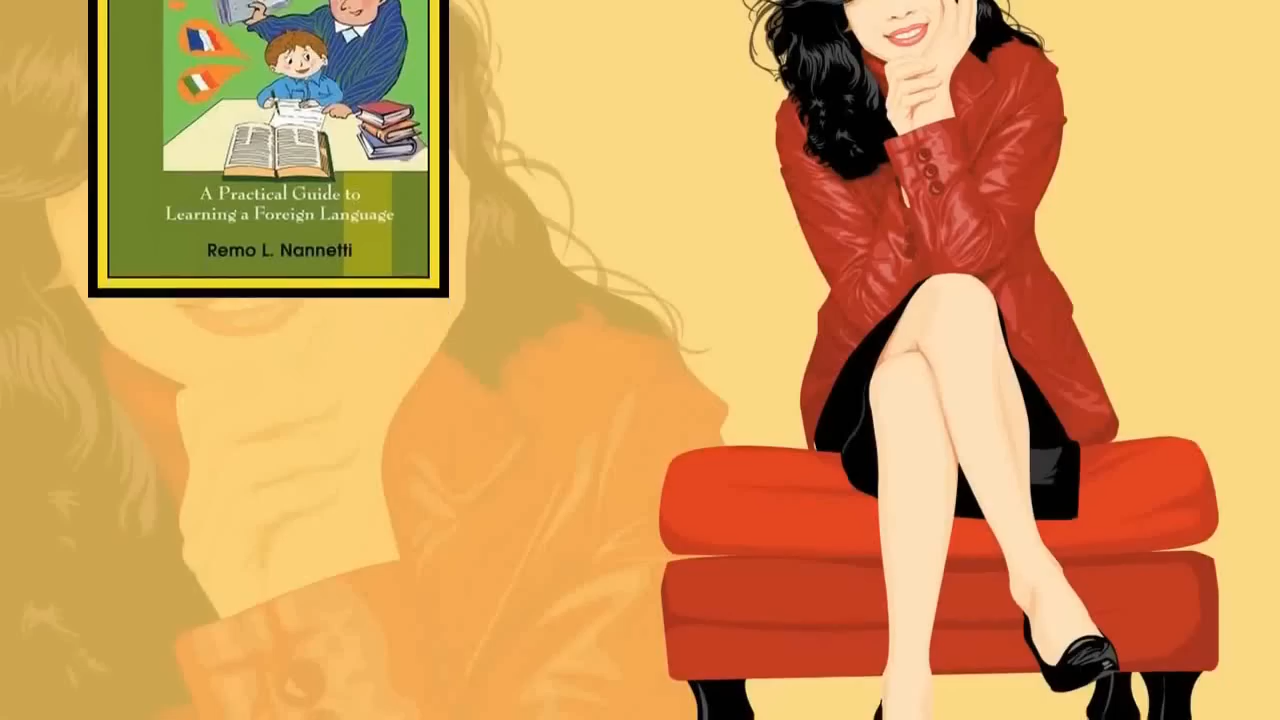 A Practical Guide to
Learning a Foreign Language
Remo L. Nannetti